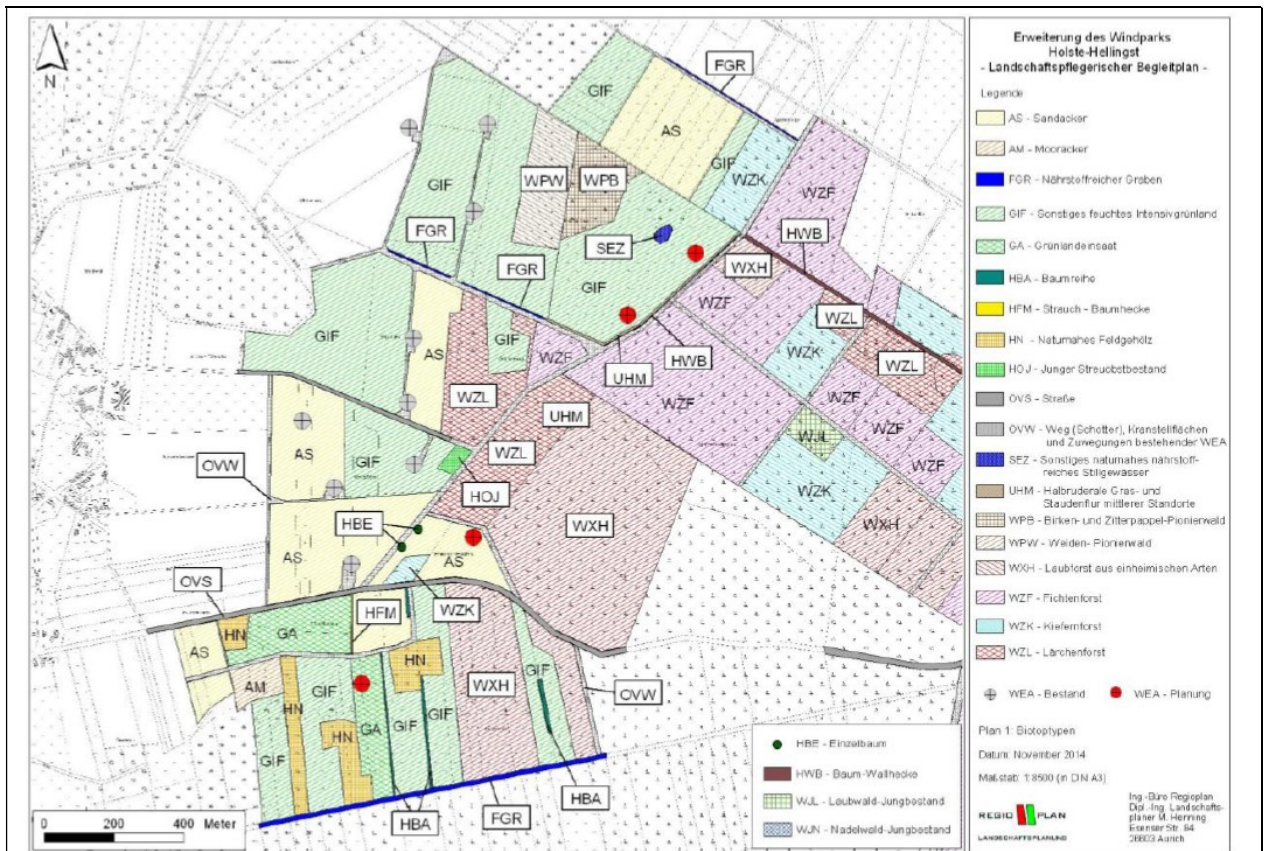 N
FGR
GIF
AS
GIF
WZK
WPW
WPB
WZF
GIF
HWB
FGR
SEZ
WXH
FGR
GIF
WZF
WZL
GIF
AS
GIF
WZK
WZL
WZF
HWB
UHM
WZF
WZL
UHM
WZF
WJL
WZF
WZL
AS
GIF
OVW
HOJ
WZK
WXH
WXH
HBE
AS
AS
OVS
WZK
HFM
HN
GA
AS
HN
AM
GIF
WXH
GIF
OVW
HN
GA
GIF
GIF
HN
GIF
HBA
HBA
FGR
0 200 400 Meter
HBE - Einzelbaum
HWB - Baum-Wallhecke
WJL - Laubwald-Jungbestand
WJN - Nadelwald-Jungbestand
Erweiterung des Windparks
Holste-Hellingst
- Landschaftspflegerischer Begleitplan -
Legende
AS - Sandacker
AM - Mooracker
FGR - Nährstoffreicher Graben
GIF - Sonstiges feuchtes Intensivgrünland
GA - Grünlandeinsaat
HBA - Baumreihe
HFM - Strauch - Baumhecke
HN - Naturnahes Feldgehölz
HOJ - Junger Streuobstbestand
OVS - Straße
OVW - Weg (Schotter), Kranstellflächen
und Zuwegungen bestehender WEA
SEZ - Sonstiges naturnahes nährstoff-
reiches Stillgewässer
UHM - Halbruderale Gras- und
Staudenflur mittlerer Standorte
WPB - Birken- und Zitterpappel-Pionierwald
WPW - Weiden- Pionierwald
WXH - Laubforst aus einheimischen Arten
WZF - Fichtenforst
WZK - Kiefernforst
WZL - Lärchenforst
WEA - Bestand WEA - Planung
Plan 1: Biotoptypen
Datum: November 2014
Maßstab: 1:8500 (in DIN A3)
REGIO PLAN
LANDSCHAFTSPLANUNG
Ing.-Büro Regioplan
Dipl.-Ing. Landschafts-
planer M. Henning
Esenser Str. 84
26603 Aurich